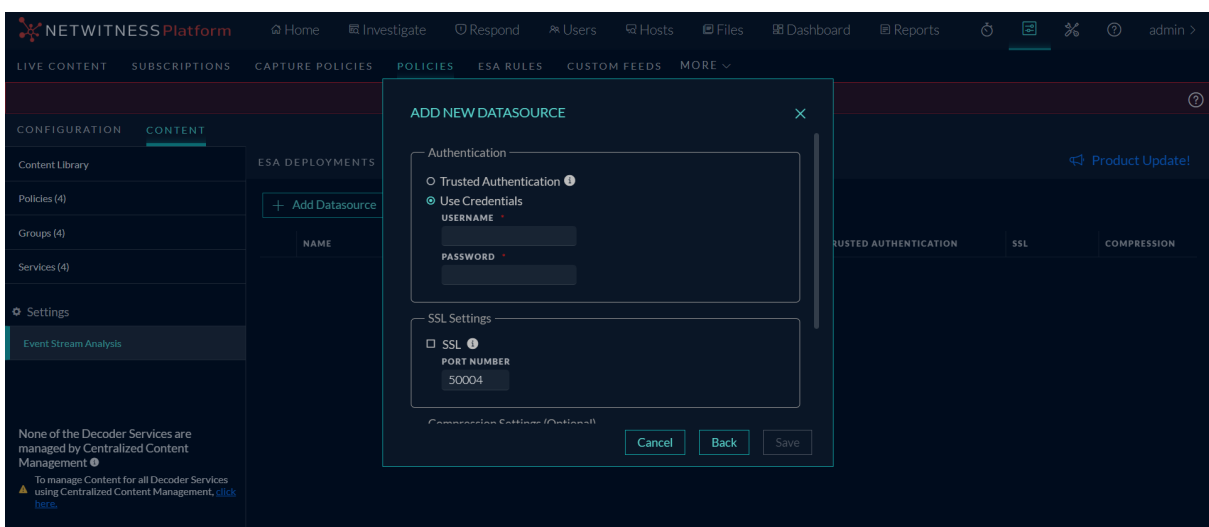 NETWITNESS Platform
Home Investigate Respond Users Hosts Files Dashboard Reports admin >
LIVE CONTENT SUBSCRIPTIONS CAPTURE POLICIES POLICIES ESA RULES CUSTOM FEEDS MORE
CONFIGURATION CONTENT
Content Library
Policies (4)
Groups (4)
Services (4)
Settings
Event Stream Analysis
None of the Decoder Services are
managed by Centralized Content
Management
To manage Content for all Decoder Services
using Centralized Content Management, click
here.
ESA DEPLOYMENTS
Product Update!
+ Add Datasource
NAME
RUSTED AUTHENTICATION SSL COMPRESSION
ADD NEW DATASOURCE
Authentication
Trusted Authentication
Use Credentials
USERNAME *
PASSWORD *
SSL Settings
SSL
PORT NUMBER
50004
Compression Settings (Optional)
Cancel Back Save